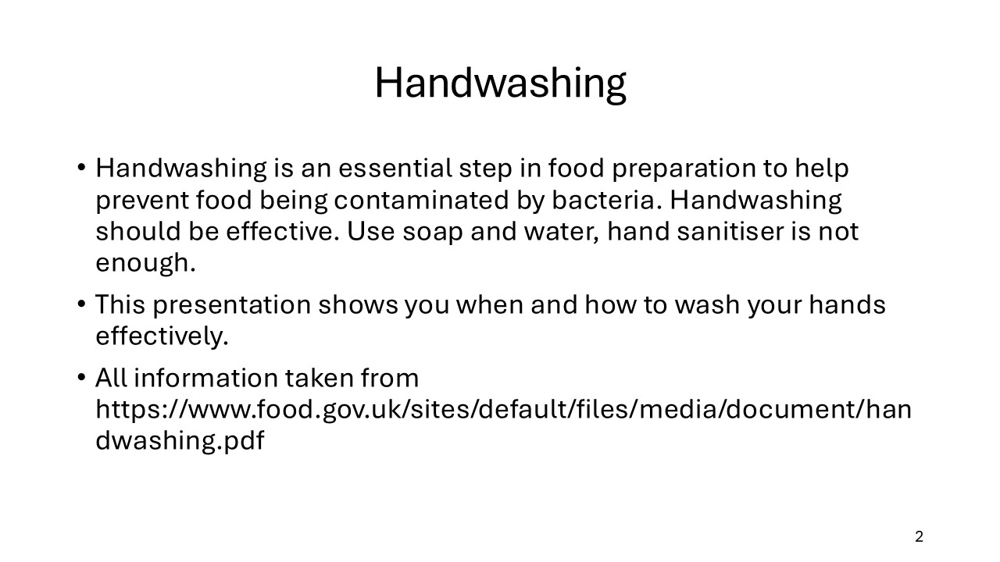 Handwashing
• Handwashing is an essential step in food preparation to help
prevent food being contaminated by bacteria. Handwashing
should be effective. Use soap and water, hand sanitiser is not
enough.
• This presentation shows you when and how to wash your hands
effectively.
• All information taken from
https://www.food.gov.uk/sites/default/files/media/document/han
dwashing.pdf
2